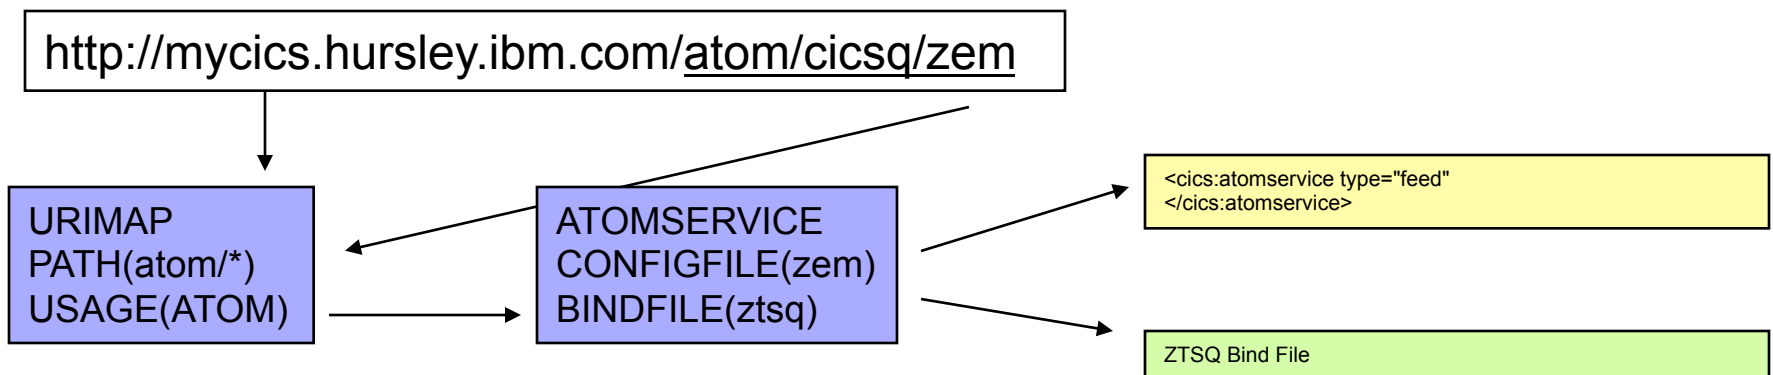 http://mycics.hursley.ibm.com/atom/cicsq/zem
URIMAP
PATH(atom/*)
USAGE(ATOM)
ATOMSERVICE
CONFIGFILE(zem)
BINDFILE(ztsq)
<cics:atomservice type="feed"
</cics:atomservice>
ZTSQ Bind File